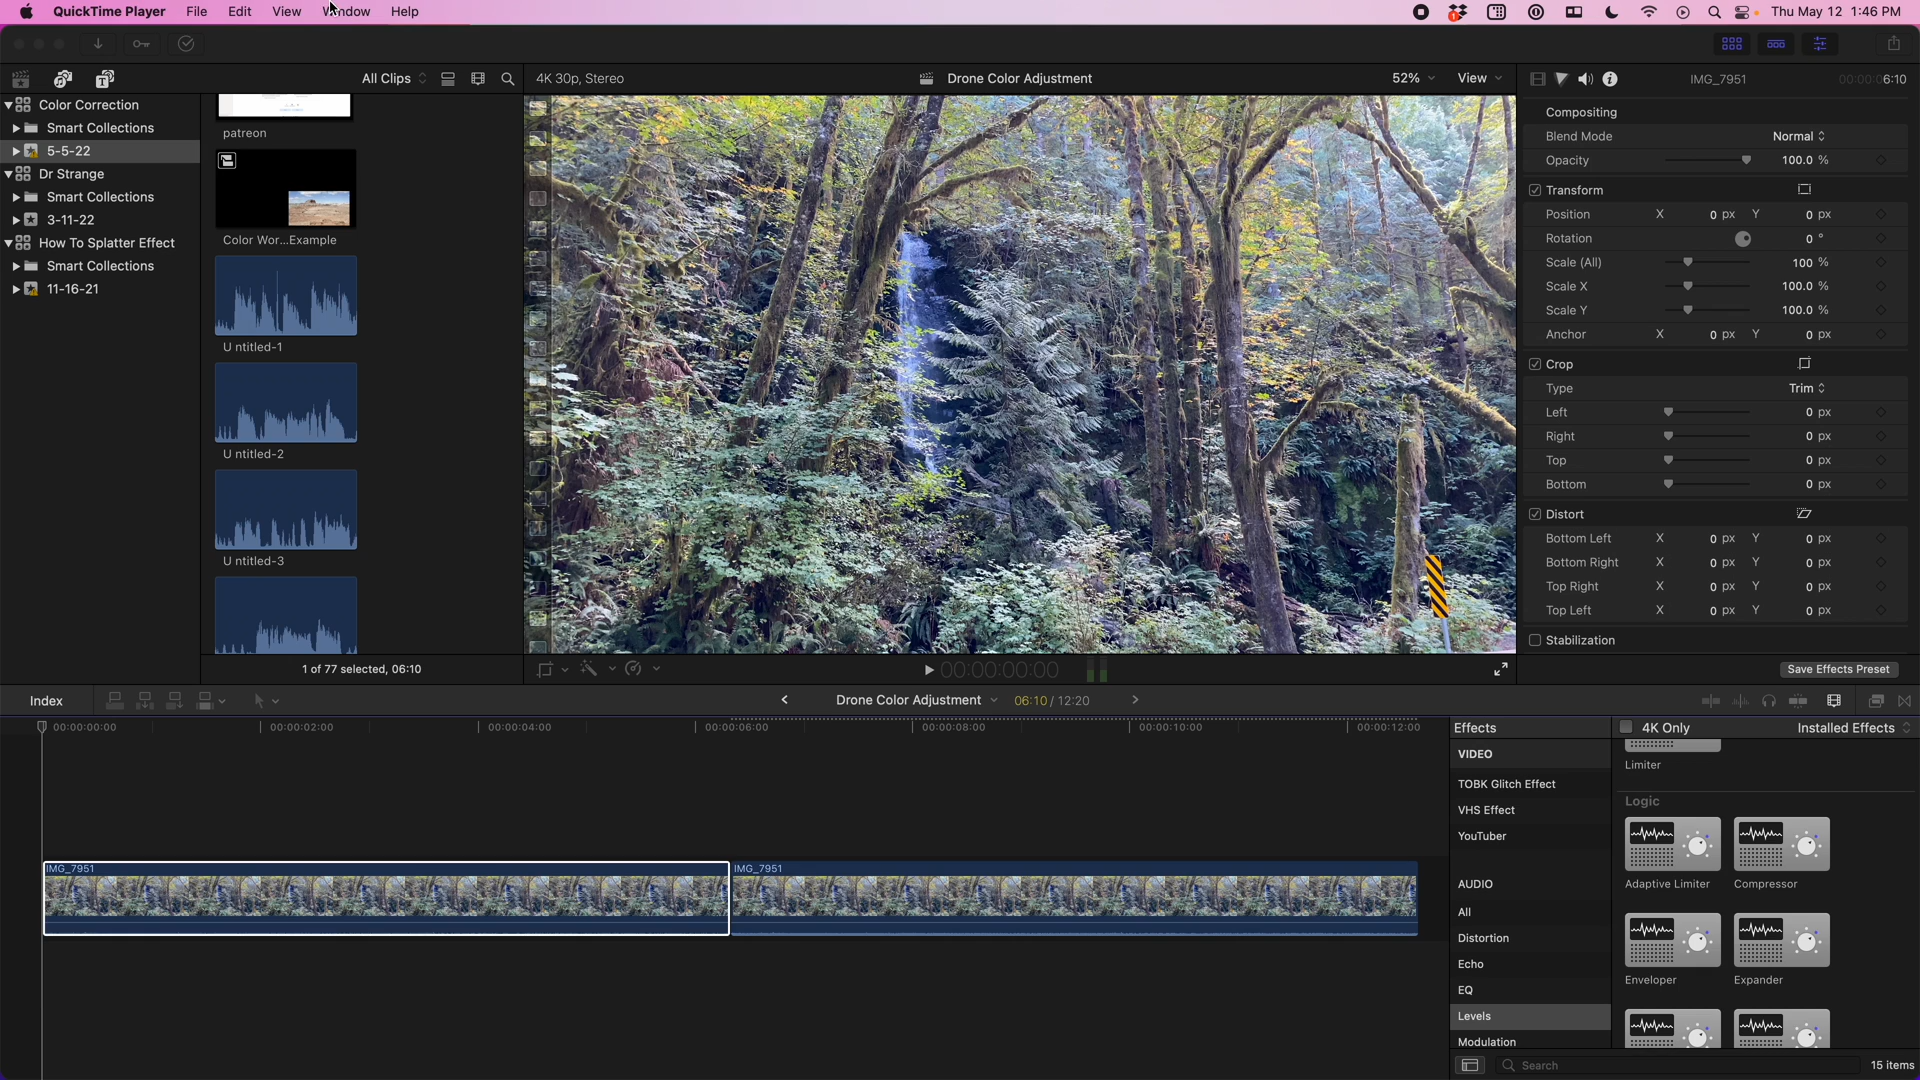 QuickTime Player File Edit View Window Help
1
Thu May 12 1:46 PM
All Clips
4K 30p, Stereo
Drone Color Adjustment
52%
View
IMG_7951
00:00:06:10
Color Correction
Smart Collections
5-5-22
Dr Strange
Smart Collections
3-11-22
How To Splatter Effect
Smart Collections
11-16-21
patreon
Color Wor...Example
U ntitled-1
U ntitled-2
U ntitled-3
1 of 77 selected, 06:10
00:00:00:00
Compositing
Blend Mode Normal
Opacity 100.0 %
Transform
Position X 0 px Y 0 px
Rotation 0 °
Scale (All) 100 %
Scale X 100.0 %
Scale Y 100.0 %
Anchor X 0 px Y 0 px
Crop
Type Trim
Left 0 px
Right 0 px
Top 0 px
Bottom 0 px
Distort
Bottom Left X 0 px Y 0 px
Bottom Right X 0 px Y 0 px
Top Right X 0 px Y 0 px
Top Left X 0 px Y 0 px
Stabilization
Save Effects Preset
Index
Drone Color Adjustment
06:10 / 12:20
00:00:00:00 00:00:02:00 00:00:04:00 00:00:06:00 00:00:08:00 00:00:10:00 00:00:12:00
IMG_7951
IMG_7951
Effects
4K Only
Installed Effects
VIDEO
TOBK Glitch Effect
VHS Effect
YouTuber
AUDIO
All
Distortion
Echo
EQ
Levels
Modulation
Limiter
Logic
Adaptive Limiter
Compressor
Enveloper
Expander
Search
15 items